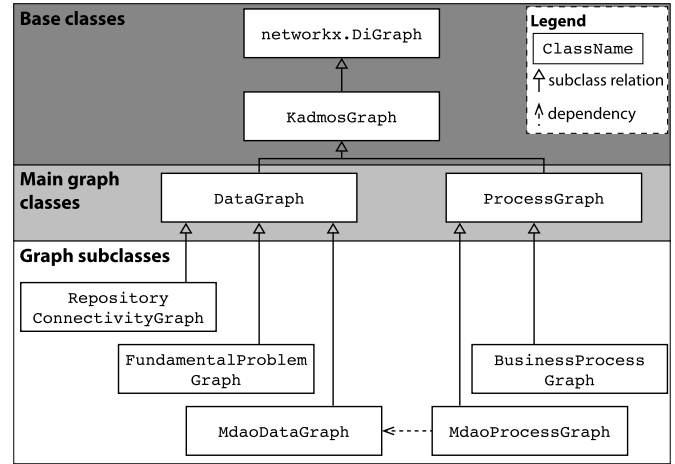 Base classes
networkx.DiGraph
Legend
ClassName
subclass relation
dependency
KadmosGraph
Main graph
classes
DataGraph
ProcessGraph
Graph subclasses
Repository
ConnectivityGraph
FundamentalProblem
Graph
BusinessProcess
Graph
MdaoDataGraph
MdaoProcessGraph